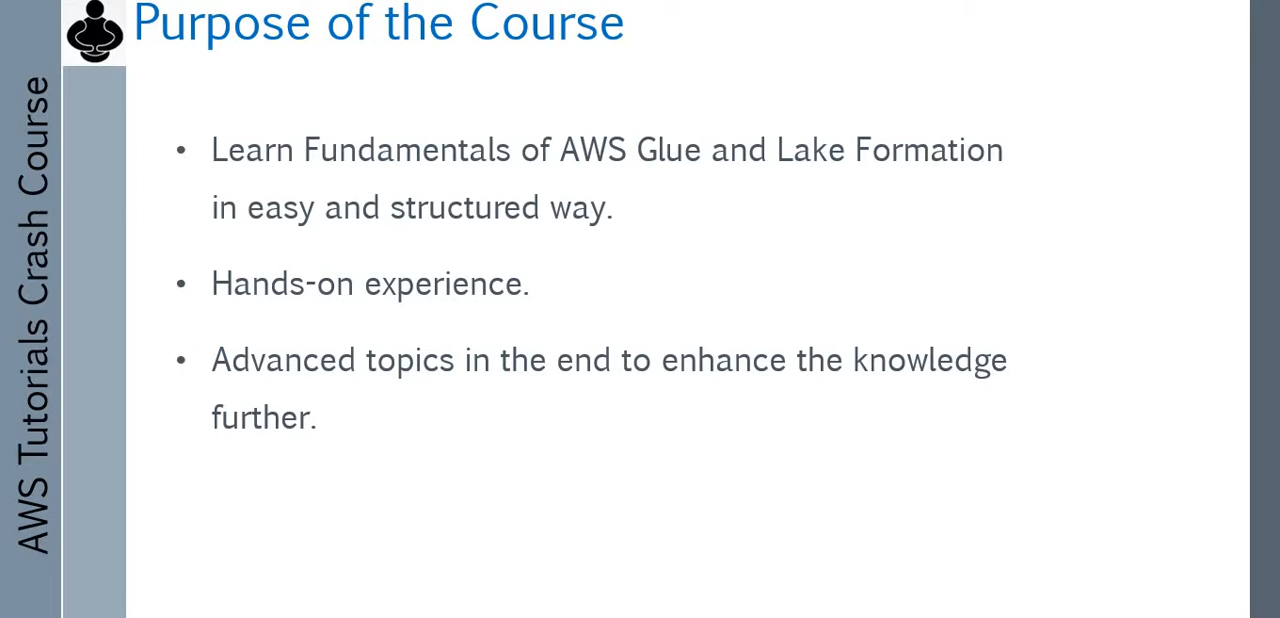 Purpose of the Course
AWS Tutorials Crash Course
• Learn Fundamentals of AWS Glue and Lake Formation
in easy and structured way.
• Hands-on experience.
• Advanced topics in the end to enhance the knowledge
further.